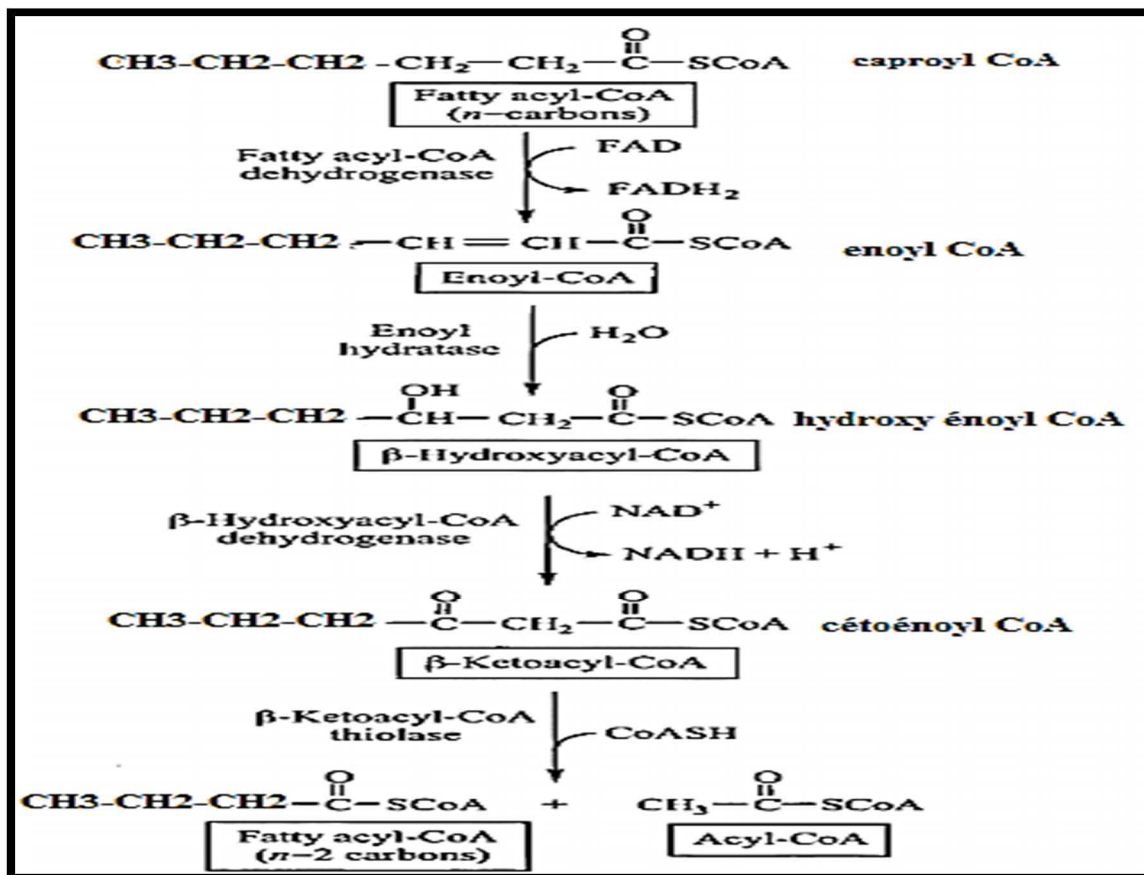 O
CH3-CH2-CH2 - CH₂—CH₂—C—SCoA caproyl CoA
Fatty acyl-CoA
(n-carbons)
Fatty acyl-CoA
dehydrogenase
FAD
FADH₂
O
CH3-CH2-CH2 —CH=CH—C—SCoA enoyl CoA
Enoyl-CoA
Enoyl
hydratase
H₂O
OH O
CH3-CH2-CH2 —CH—CH₂—C—SCoA hydroxy énoyl CoA
β-Hydroxyacyl-CoA
β-Hydroxyacyl-CoA
dehydrogenase
NAD⁺
NADH + H⁺
O O
CH3-CH2-CH2 —C—CH₂—C—SCoA cétoénoyl CoA
β-Ketoacyl-CoA
β-Ketoacyl-CoA
thiolase
CoASH
O O
CH3-CH2-CH2—C—SCoA + CH₃—C—SCoA
Fatty acyl-CoA
(n-2 carbons)
Acyl-CoA